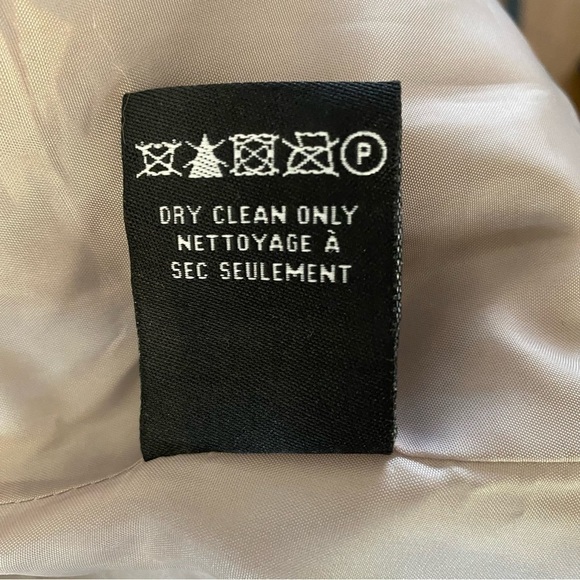 P
DRY CLEAN ONLY
NETTOYAGE À
SEC SEULEMENT